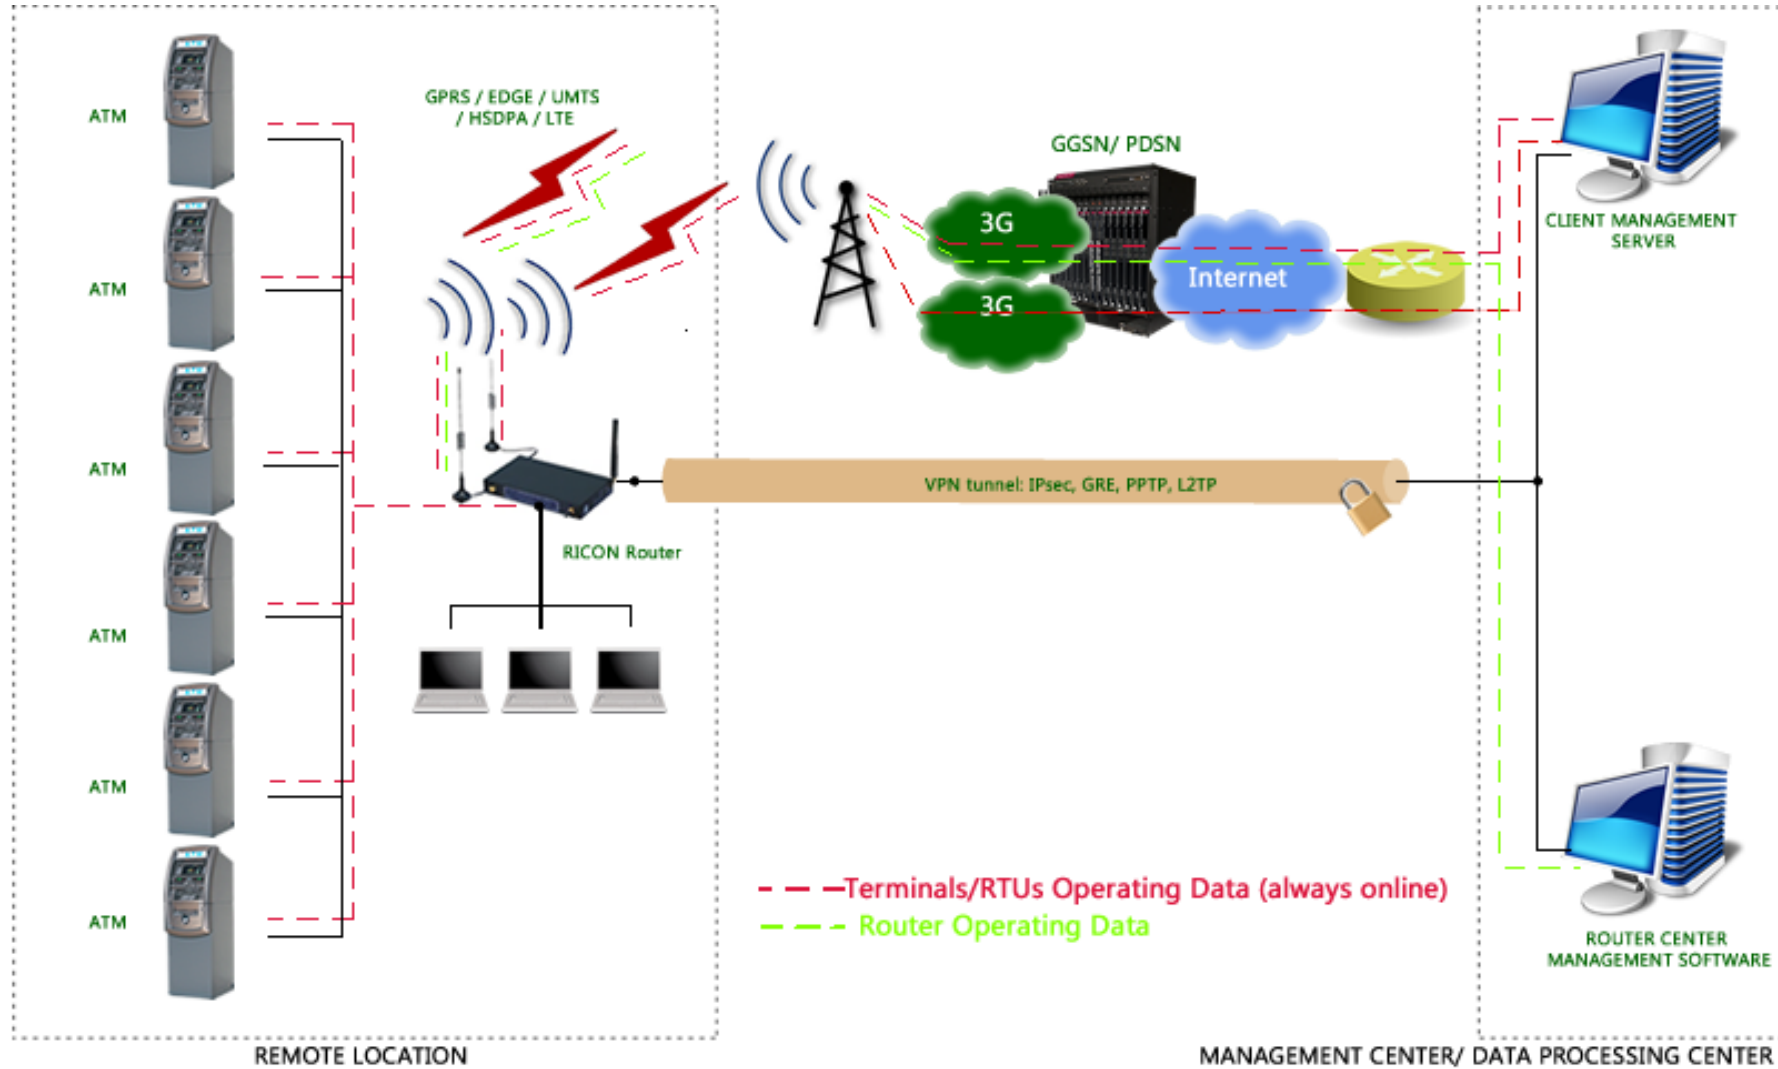 ATM
GPRS / EDGE / UMTS
/ HSDPA / LTE
GGSN/ PDSN
3G
3G
Internet
CLIENT MANAGEMENT
SERVER
ATM
ATM
VPN tunnel: IPsec, GRE, PPTP, L2TP
RICON Router
ATM
ATM
ATM
Terminals/RTUs Operating Data (always online)
Router Operating Data
ROUTER CENTER
MANAGEMENT SOFTWARE
REMOTE LOCATION
MANAGEMENT CENTER/ DATA PROCESSING CENTER